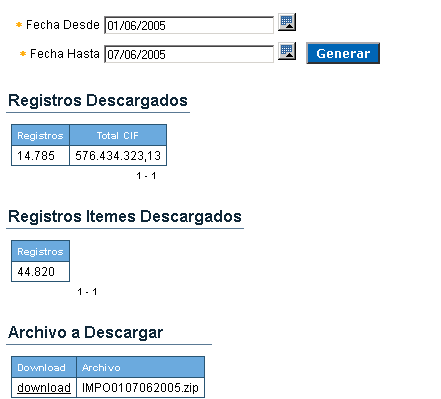 * Fecha Desde 01/06/2005
* Fecha Hasta 07/06/2005 Generar
Registros Descargados
Registros Total CIF
14.785 576.434.323,13
1 - 1
Registros Itemes Descargados
Registros
44.820
1 - 1
Archivo a Descargar
Download Archivo
download IMPO0107062005.zip